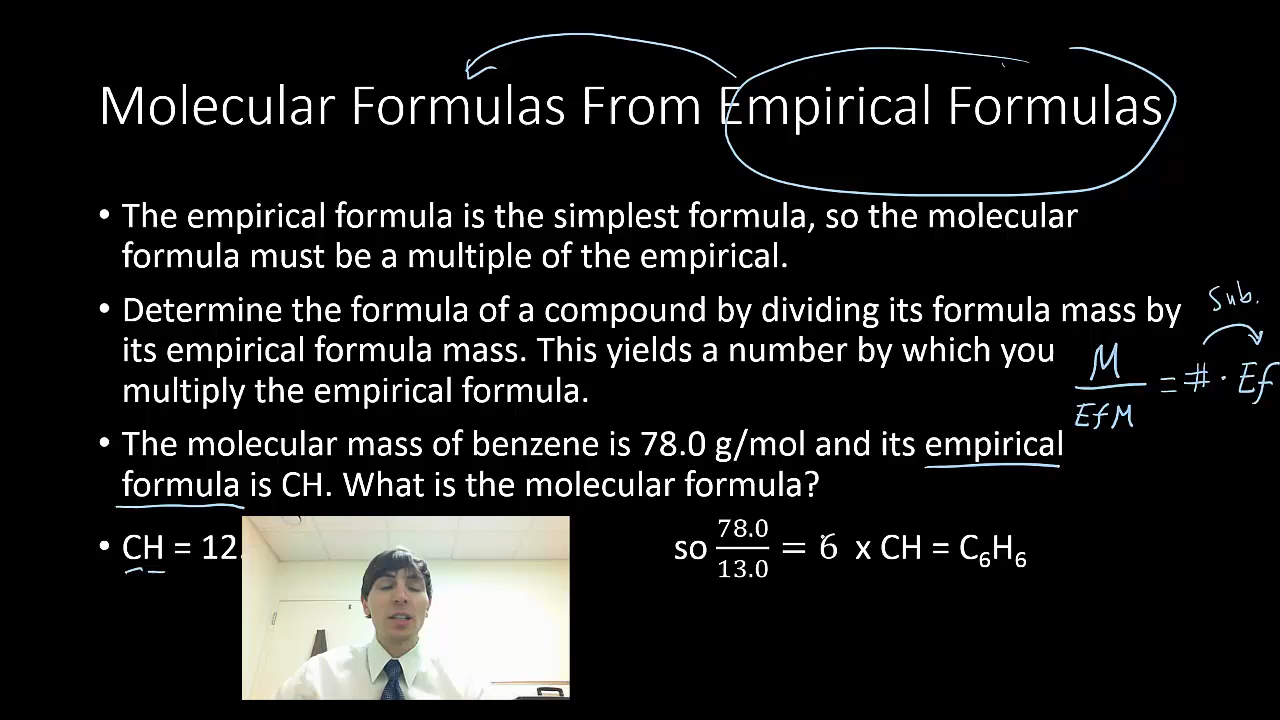 Molecular Formulas From Empirical Formulas
• The empirical formula is the simplest formula, so the molecular
formula must be a multiple of the empirical.
• Determine the formula of a compound by dividing its formula mass by
its empirical formula mass. This yields a number by which you
multiply the empirical formula.
Sub.
M
EfM
= # · Ef
• The molecular mass of benzene is 78.0 g/mol and its empirical
formula is CH. What is the molecular formula?
• CH = 12. so 78.0/13.0 = 6 x CH = C₆H₆